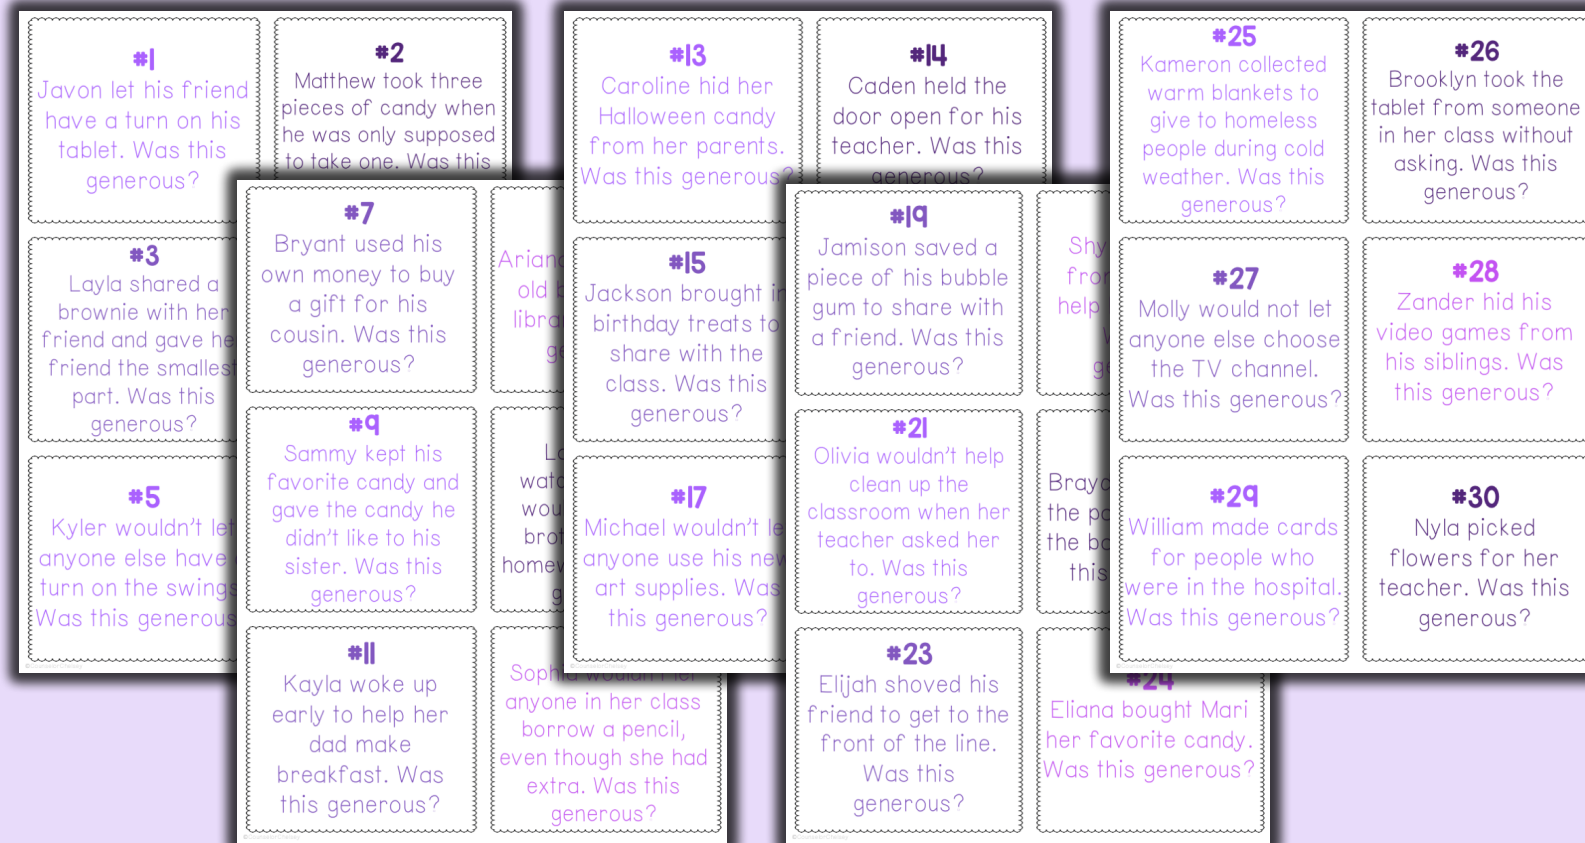 #1
Javon let his friend
have a turn on his
tablet. Was this
generous?
#2
Matthew took three
pieces of candy when
he was only supposed
to take one. Was this
#3
Layla shared a
brownie with her
friend and gave
friend the smallest
part. Was this
generous?
#5
Kyler wouldn't let
anyone else have
turn on the swings
Was this generous
#7
Bryant used his
own money to buy
a gift for his
cousin. Was this
generous?
old
#9
Sammy kept his
favorite candy and
gave the candy he
didn't like to his
sister. Was this
generous?
#11
Kayla woke up
early to help her
dad make
breakfast. Was
this generous?
Sophia wouldn't let
anyone in her class
borrow a pencil,
even though she had
extra. Was this
generous?
#13
Caroline hid her
Halloween candy
from her parents.
Was this generous?
#14
Caden held the
door open for his
teacher. Was this
generous?
#15
Jackson brought in
birthday treats to
share with the
class. Was this
generous?
#17
Michael wouldn't
anyone use his new
art supplies. Was
this generous?
#19
Jamison saved a
piece of his bubble
gum to share with
a friend. Was this
generous?
help
#21
Olivia wouldn't help
clean up the
classroom when her
teacher asked her
to. Was this
generous?
the
the
this
#23
Elijah shoved his
friend to get to the
front of the line.
Was this
generous?
#24
Eliana bought Mari
her favorite candy.
Was this generous?
#25
Kameron collected
warm blankets to
give to homeless
people during cold
weather. Was this
generous?
#26
Brooklyn took the
tablet from someone
in her class without
asking. Was this
generous?
#27
Molly would not let
anyone else choose
the TV channel.
Was this generous?
#28
Zander hid his
video games from
his siblings. Was
this generous?
#29
William made cards
for people who
were in the hospital.
Was this generous?
#30
Nyla picked
flowers for her
teacher. Was this
generous?